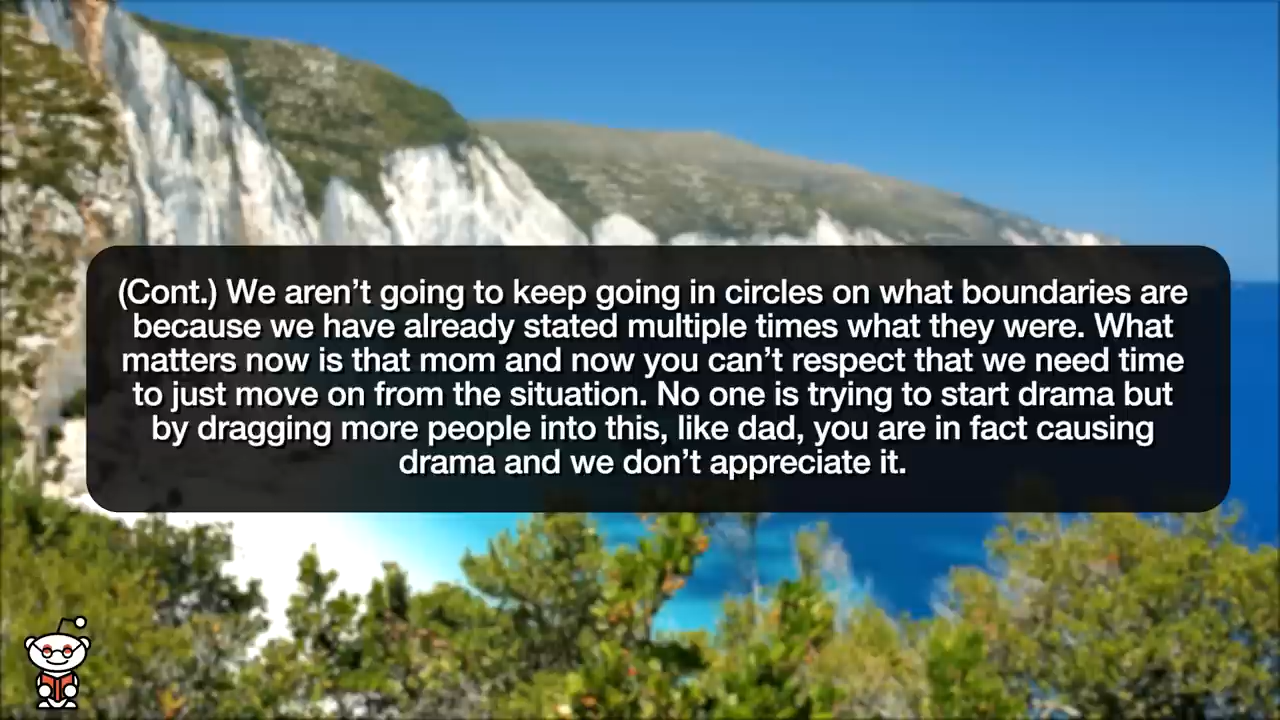 (Cont.) We aren’t going to keep going in circles on what boundaries are
because we have already stated multiple times what they were. What
matters now is that mom and now you can’t respect that we need time
to just move on from the situation. No one is trying to start drama but
by dragging more people into this, like dad, you are in fact causing
drama and we don’t appreciate it.